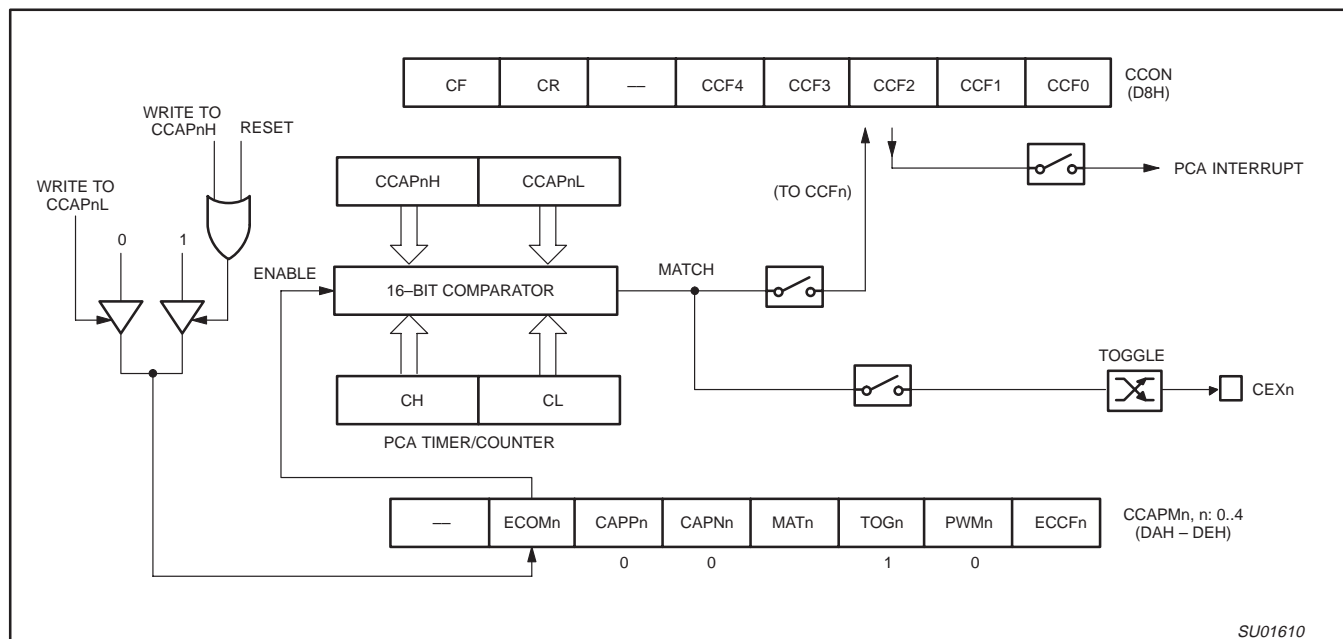 CF CR — CCF4 CCF3 CCF2 CCF1 CCF0
CCON
(D8H)
WRITE TO
CCAPnH
RESET
WRITE TO
CCAPnL
0
1
CCAPnH CCAPnL
(TO CCFn)
PCA INTERRUPT
ENABLE
16–BIT COMPARATOR
MATCH
TOGGLE
CEXn
CH CL
PCA TIMER/COUNTER
— ECOMn CAPPn CAPNn MATn TOGn PWMn ECCFn
CCAPMn, n: 0..4
(DAH – DEH)
0 0 1 0
SU01610